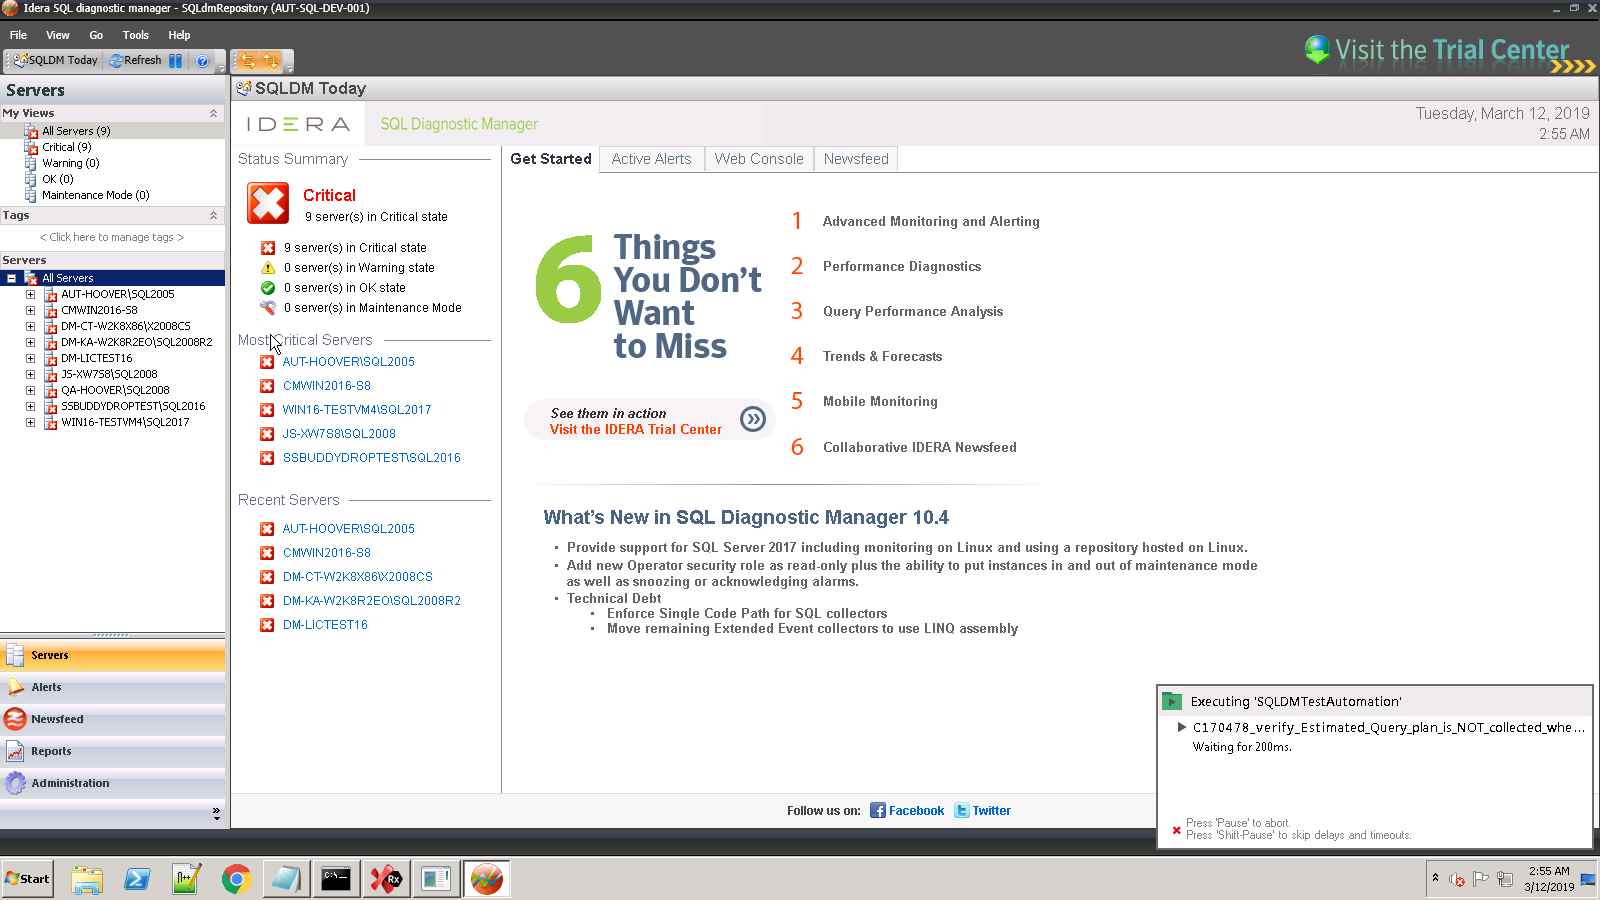 Idera SQL diagnostic manager - SQLdmRepository (AUT-SQL-DEV-001)
File View Go Tools Help
Visit the Trial Center
SQLDM Today Refresh
Servers
SQLDM Today
My Views
All Servers (9)
Critical (9)
Warning (0)
OK (0)
Maintenance Mode (0)
Tags
< Click here to manage tags >
Servers
All Servers
AUT-HOOVER\SQL2005
CMWIN2016-S8
DM-CT-W2K8X86\X2008CS
DM-KA-W2K8R2EO\SQL2008R2
DM-LICTEST16
JS-XW7S8\SQL2008
QA-HOOVER\SQL2008
SSBUDDYDROPTEST\SQL2016
WIN16-TESTVM4\SQL2017
Servers
Alerts
Newsfeed
Reports
Administration
IDERA SQL Diagnostic Manager
Tuesday, March 12, 2019
2:55 AM
Status Summary
Critical
9 server(s) in Critical state
9 server(s) in Critical state
0 server(s) in Warning state
0 server(s) in OK state
0 server(s) in Maintenance Mode
Most Critical Servers
AUT-HOOVER\SQL2005
CMWIN2016-S8
WIN16-TESTVM4\SQL2017
JS-XW7S8\SQL2008
SSBUDDYDROPTEST\SQL2016
Recent Servers
AUT-HOOVER\SQL2005
CMWIN2016-S8
DM-CT-W2K8X86\X2008CS
DM-KA-W2K8R2EO\SQL2008R2
DM-LICTEST16
Get Started Active Alerts Web Console Newsfeed
6 Things
You Don't
Want
to Miss
See them in action
Visit the IDERA Trial Center
1 Advanced Monitoring and Alerting
2 Performance Diagnostics
3 Query Performance Analysis
4 Trends & Forecasts
5 Mobile Monitoring
6 Collaborative IDERA Newsfeed
What's New in SQL Diagnostic Manager 10.4
• Provide support for SQL Server 2017 including monitoring on Linux and using a repository hosted on Linux.
• Add new Operator security role as read-only plus the ability to put instances in and out of maintenance mode
as well as snoozing or acknowledging alarms.
• Technical Debt
• Enforce Single Code Path for SQL collectors
• Move remaining Extended Event collectors to use LINQ assembly
Follow us on: Facebook Twitter
Executing 'SQLDMTestAutomation'
C170478_verify_Estimated_Query_plan_is_NOT_collected_whe...
Waiting for 200ms.
Press 'Pause' to abort.
Press 'Shift-Pause' to skip delays and timeouts.
Start
C:\_
Rx
2:55 AM
3/12/2019